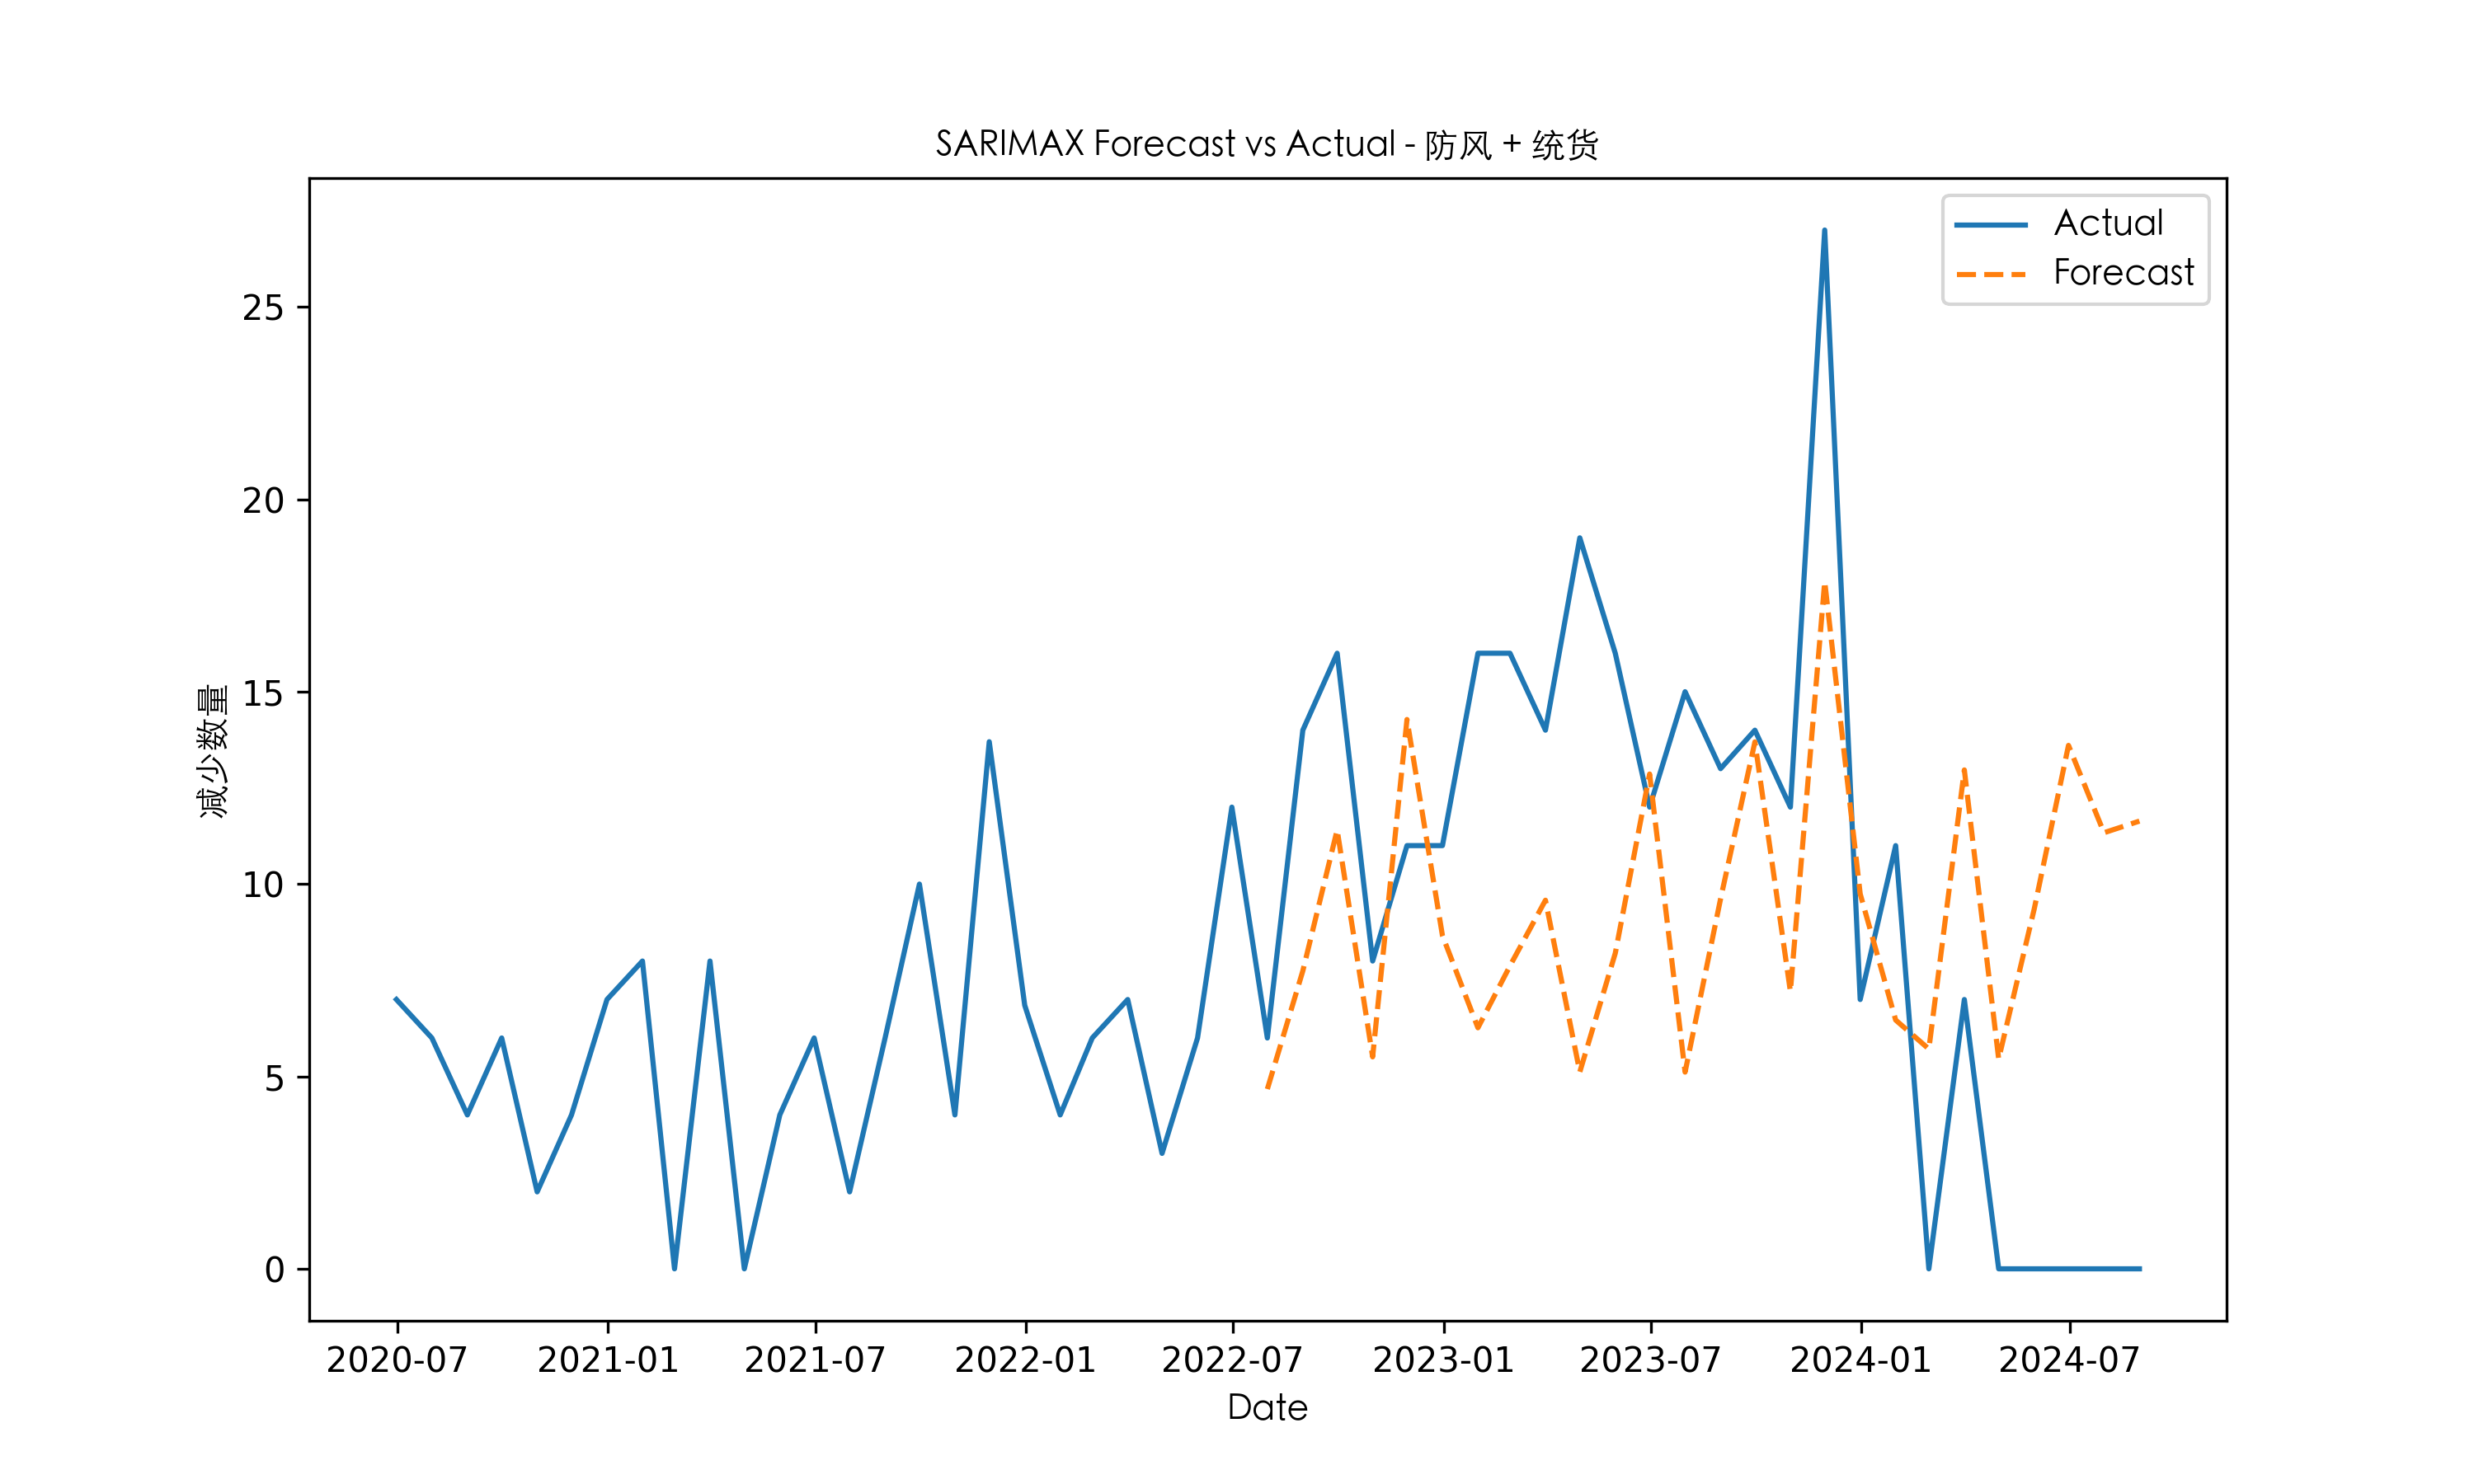 SARIMAX Forecast vs Actual - 防风 + 统货
Actual
Forecast
减少数量
25
20
15
10
5
0
2020-07 2021-01 2021-07 2022-01 2022-07 2023-01 2023-07 2024-01 2024-07
Date